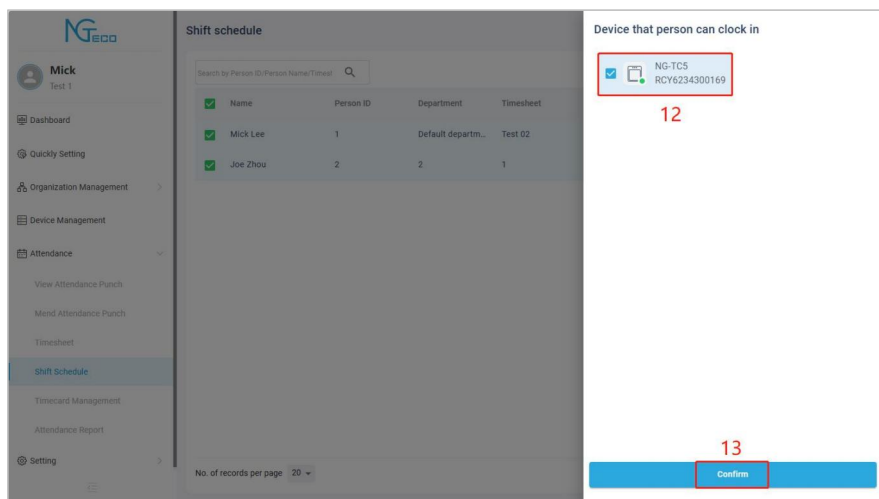 NGTECO
Mick
Test 1
Dashboard
Quickly Setting
Organization Management
Device Management
Attendance
View Attendance Punch
Mend Attendance Punch
Timesheet
Shift Schedule
Timecard Management
Attendance Report
Setting
Shift schedule
Search by Person ID/Person Name/Timesl
Name Person ID Department Timesheet
Mick Lee 1 Default departm... Test 02
Joe Zhou 2 2 1
No. of records per page 20
Device that person can clock in
NG-TC5
RCY6234300169
12
13
Confirm